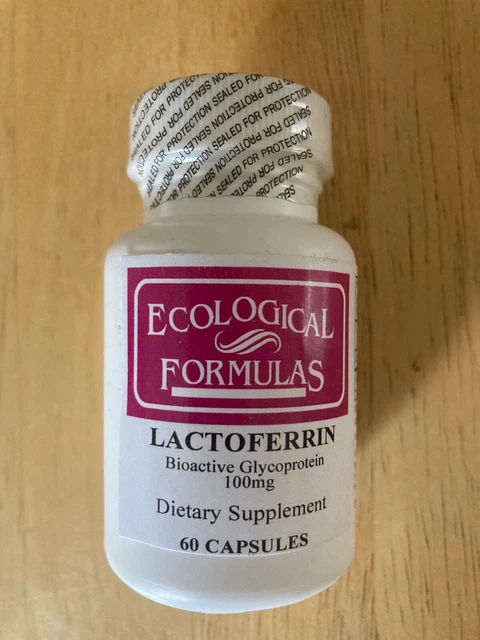 SEALED FOR PROTECTION SEALED FOR PROTECTION
ECOLOGICAL
FORMULAS
LACTOFERRIN
Bioactive Glycoprotein
100mg
Dietary Supplement
60 CAPSULES